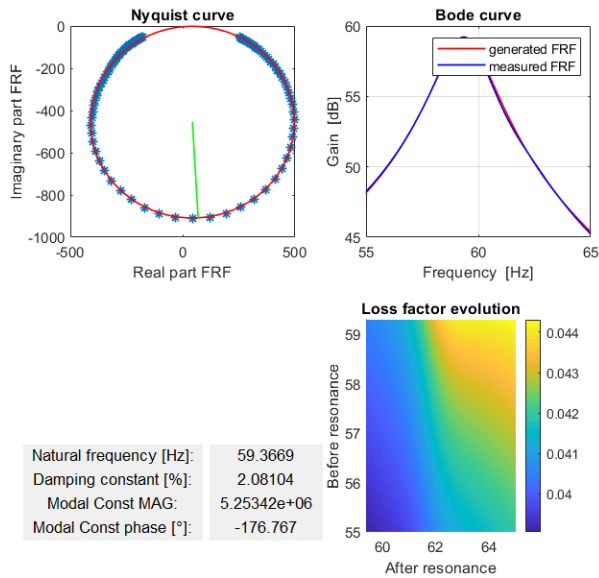 Nyquist curve
0
-200
-400
-600
-800
-1000
-500
0
500
Imaginary part FRF
Real part FRF
Bode curve
generated FRF
measured FRF
60
55
50
45
55
60
65
Gain [dB]
Frequency [Hz]
Loss factor evolution
59
58
57
56
55
60
62
64
Before resonance
After resonance
0.044
0.043
0.042
0.041
0.04
Natural frequency [Hz]: 59.3669
Damping constant [%]: 2.08104
Modal Const MAG: 5.25342e+06
Modal Const phase [°]: -176.767